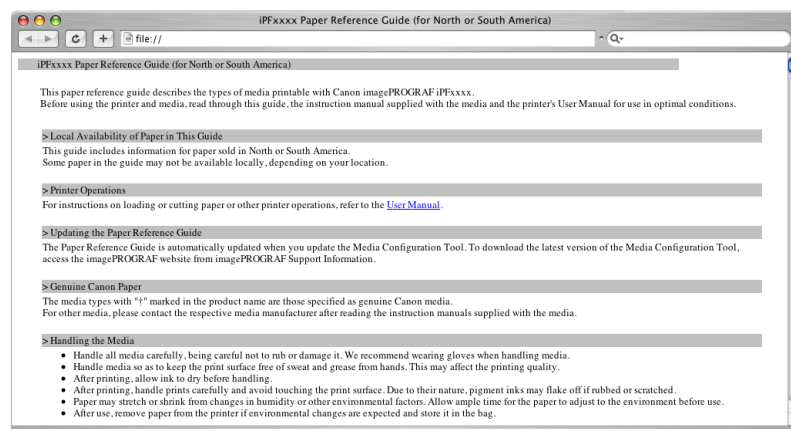 iPFxxxx Paper Reference Guide (for North or South America)
file://
iPFxxxx Paper Reference Guide (for North or South America)
This paper reference guide describes the types of media printable with Canon imagePROGRAF iPFxxxx.
Before using the printer and media, read through this guide, the instruction manual supplied with the media and the printer's User Manual for use in optimal conditions.
> Local Availability of Paper in This Guide
This guide includes information for paper sold in North or South America.
Some paper in the guide may not be available locally, depending on your location.
> Printer Operations
For instructions on loading or cutting paper or other printer operations, refer to the User Manual.
> Updating the Paper Reference Guide
The Paper Reference Guide is automatically updated when you update the Media Configuration Tool. To download the latest version of the Media Configuration Tool,
access the imagePROGRAF website from imagePROGRAF Support Information.
> Genuine Canon Paper
The media types with "†" marked in the product name are those specified as genuine Canon media.
For other media, please contact the respective media manufacturer after reading the instruction manuals supplied with the media.
> Handling the Media
• Handle all media carefully, being careful not to rub or damage it. We recommend wearing gloves when handling media.
• Handle media so as to keep the print surface free of sweat and grease from hands. This may affect the printing quality.
• After printing, allow ink to dry before handling.
• After printing, handle prints carefully and avoid touching the print surface. Due to their nature, pigment inks may flake off if rubbed or scratched.
• Paper may stretch or shrink from changes in humidity or other environmental factors. Allow ample time for the paper to adjust to the environment before use.
• After use, remove paper from the printer if environmental changes are expected and store it in the bag.